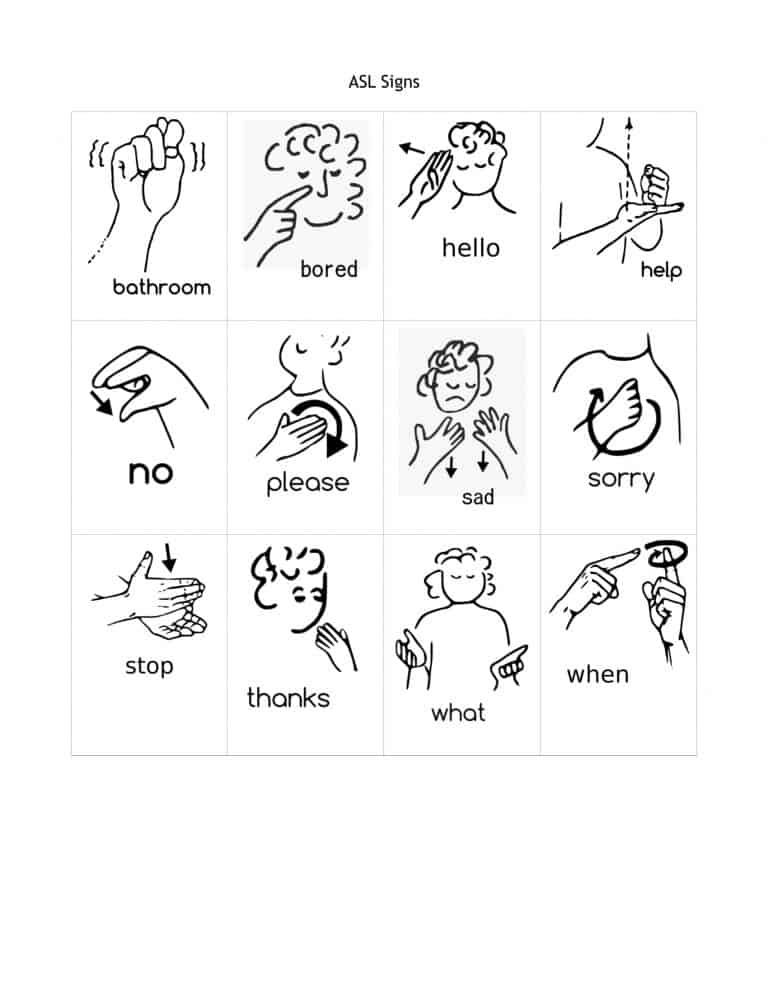 ASL Signs
bathroom
bored
hello
help
no
please
sad
sorry
stop
thanks
what
when